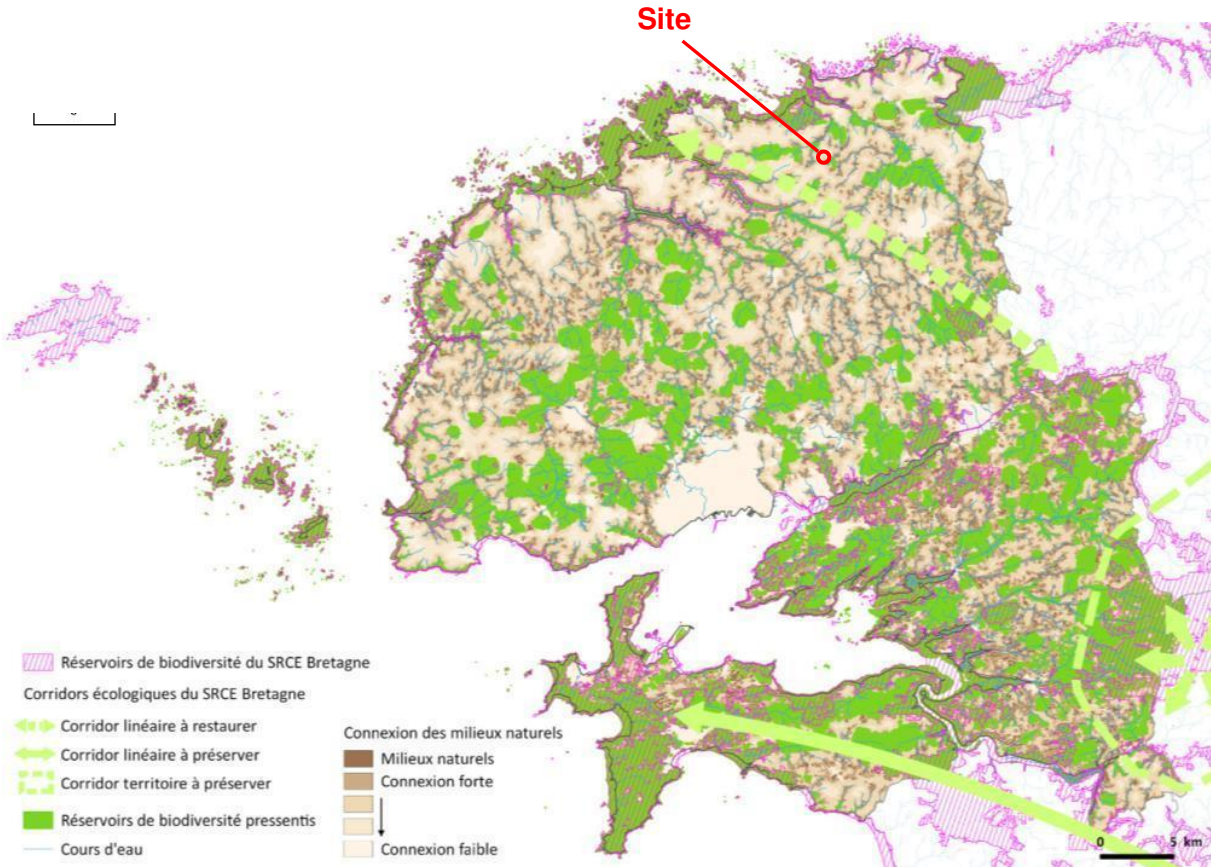 Site
Réservoirs de biodiversité du SRCE Bretagne
Corridors écologiques du SRCE Bretagne
Corridor linéaire à restaurer
Corridor linéaire à préserver
Corridor territoire à préserver
Réservoirs de biodiversité pressentis
Cours d'eau
Connexion des milieux naturels
Milieux naturels
Connexion forte
Connexion faible
0 5 km